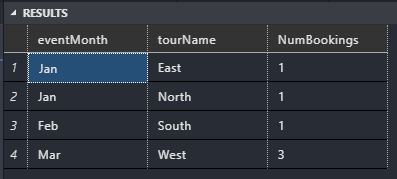 RESULTS
eventMonth tourName NumBookings
1 Jan East 1
2 Jan North 1
3 Feb South 1
4 Mar West 3